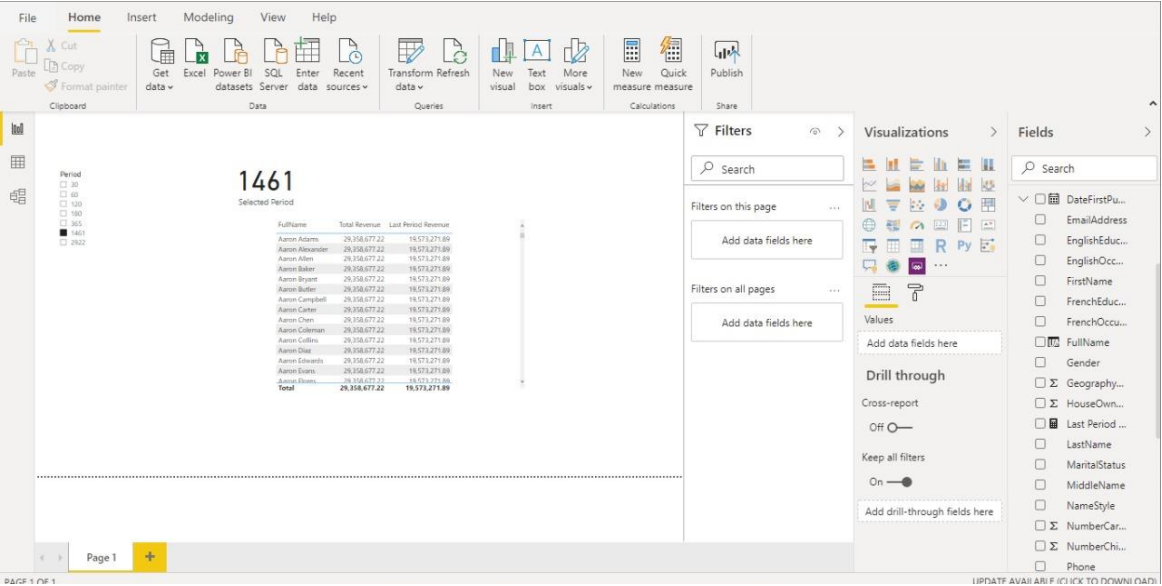 File Home Insert Modeling View Help
Paste
Cut
Copy
Format painter
Clipboard
Get data
Excel
Power BI datasets
SQL Server
Enter data
Recent sources
Data
Transform data
Refresh
Queries
New visual
Text box
More visuals
Insert
New measure
Quick measure
Calculations
Publish
Share
Period
30
60
120
180
365
1461
2922
1461
Selected Period
FullName Total Revenue Last Period Revenue
Aaron Adams 29,358,677.22 19,573,271.89
Aaron Alexander 29,358,677.22 19,573,271.89
Aaron Allen 29,358,677.22 19,573,271.89
Aaron Baker 29,358,677.22 19,573,271.89
Aaron Bryant 29,358,677.22 19,573,271.89
Aaron Butler 29,358,677.22 19,573,271.89
Aaron Campbell 29,358,677.22 19,573,271.89
Aaron Carter 29,358,677.22 19,573,271.89
Aaron Chen 29,358,677.22 19,573,271.89
Aaron Coleman 29,358,677.22 19,573,271.89
Aaron Collins 29,358,677.22 19,573,271.89
Aaron Diaz 29,358,677.22 19,573,271.89
Aaron Edwards 29,358,677.22 19,573,271.89
Aaron Evans 29,358,677.22 19,573,271.89
Aaron Flores 29,358,677.22 19,573,271.89
Total 29,358,677.22 19,573,271.89
Filters
Search
Filters on this page ...
Add data fields here
Filters on all pages ...
Add data fields here
Visualizations
R Py
...
Values
Add data fields here
Drill through
Cross-report
Off
Keep all filters
On
Add drill-through fields here
Fields
Search
DateFirstPu...
EmailAddress
EnglishEduc...
EnglishOcc...
FirstName
FrenchEduc...
FrenchOccu...
FullName
Gender
Σ Geography...
Σ HouseOwn...
Last Period ...
LastName
MaritalStatus
MiddleName
NameStyle
Σ NumberCar...
Σ NumberChi...
Phone
Page 1 +
PAGE 1 OF 1
UPDATE AVAILABLE (CLICK TO DOWNLOAD)